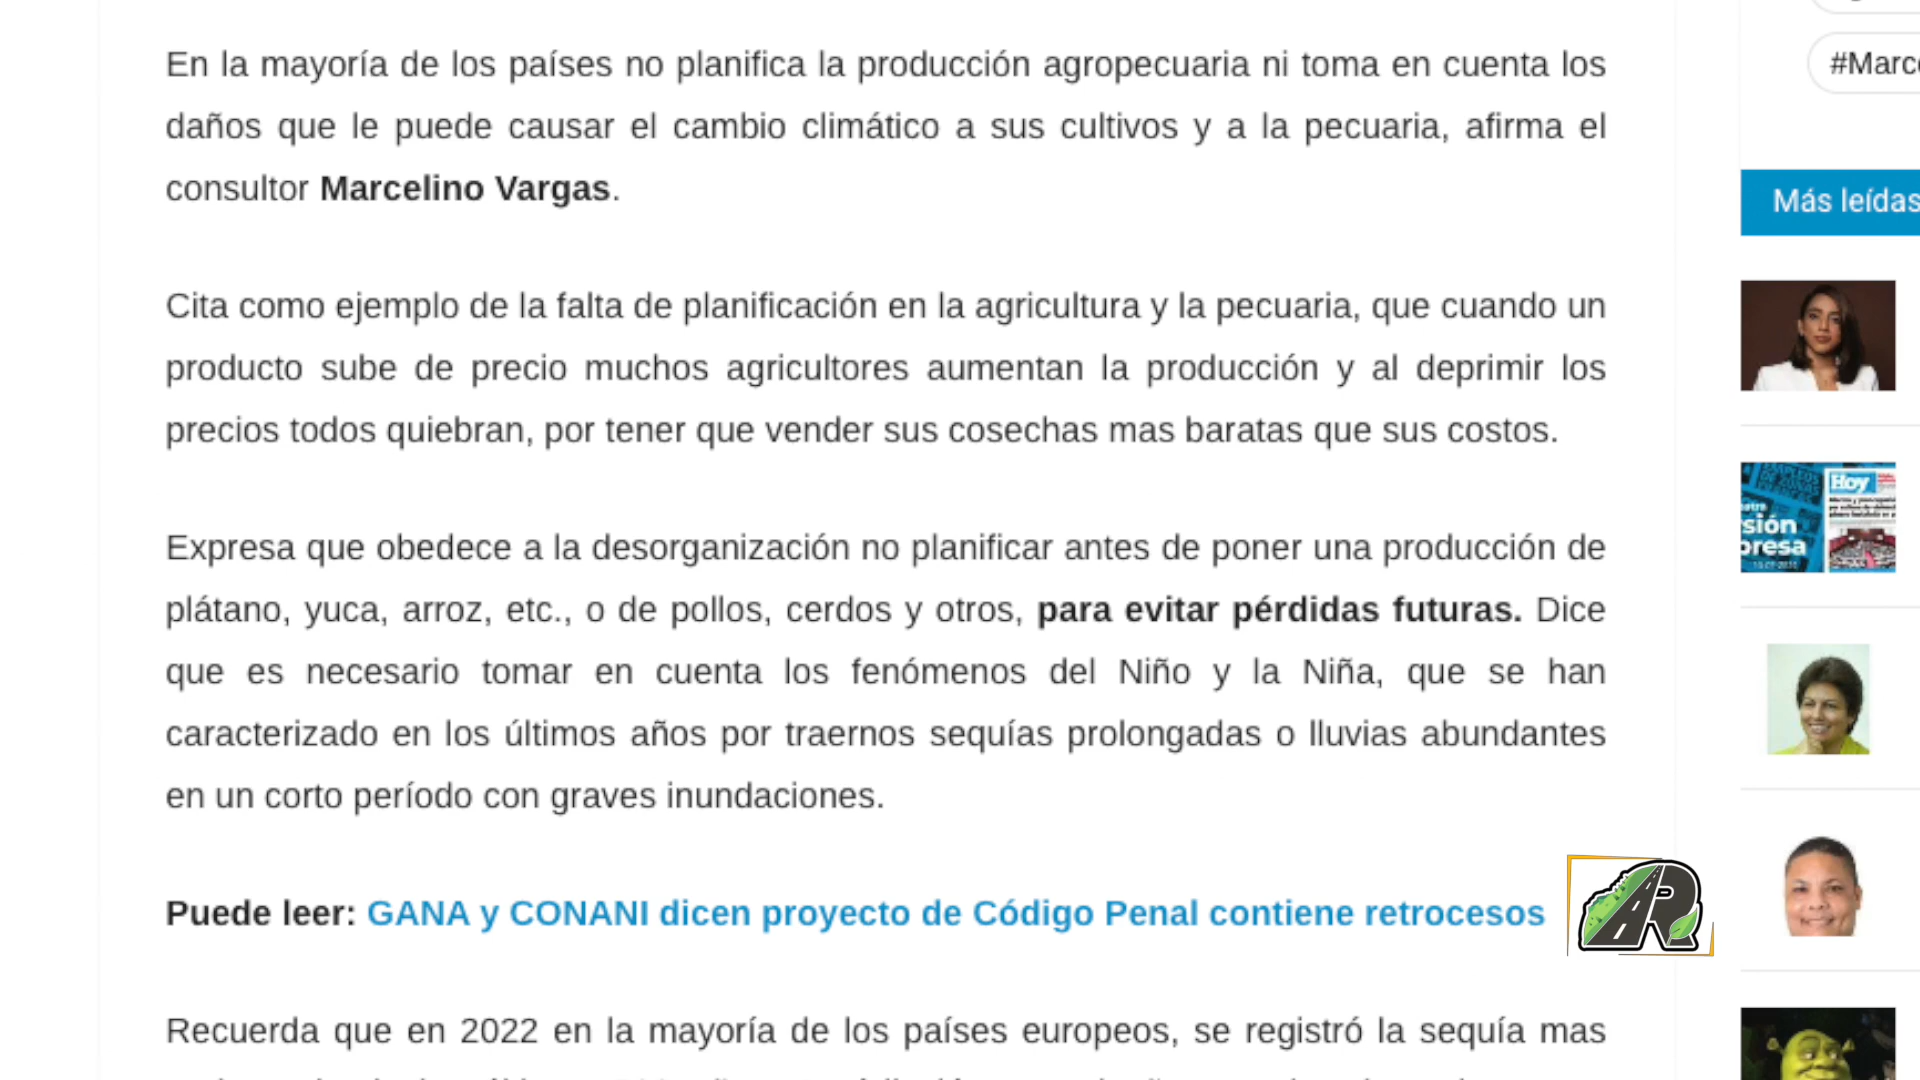 En la mayoría de los países no planifica la producción agropecuaria ni toma en cuenta los
daños que le puede causar el cambio climático a sus cultivos y a la pecuaria, afirma el
consultor Marcelino Vargas.
Cita como ejemplo de la falta de planificación en la agricultura y la pecuaria, que cuando un
producto sube de precio muchos agricultores aumentan la producción y al deprimir los
precios todos quiebran, por tener que vender sus cosechas mas baratas que sus costos.
Expresa que obedece a la desorganización no planificar antes de poner una producción de
plátano, yuca, arroz, etc., o de pollos, cerdos y otros, para evitar pérdidas futuras. Dice
que es necesario tomar en cuenta los fenómenos del Niño y la Niña, que se han
caracterizado en los últimos años por traernos sequías prolongadas o lluvias abundantes
en un corto período con graves inundaciones.
Puede leer: GANA y CONANI dicen proyecto de Código Penal contiene retrocesos
Recuerda que en 2022 en la mayoría de los países europeos, se registró la sequía mas
#Marc
Más leídas
Hoy
sión
presa
R